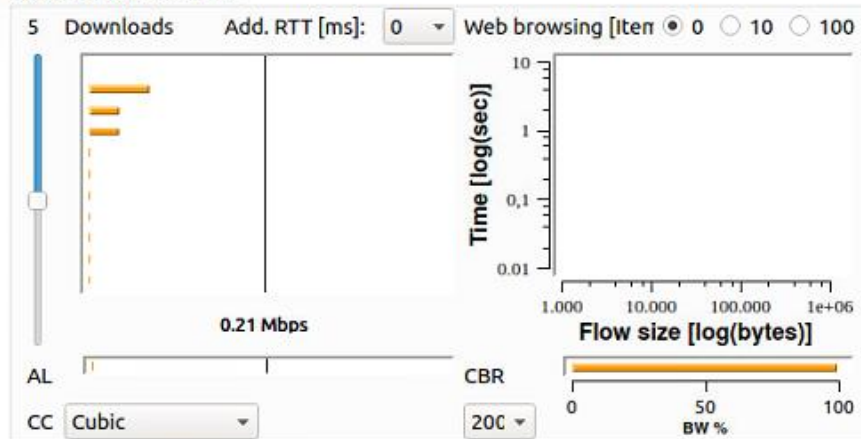 5 Downloads Add. RTT [ms]: 0 Web browsing [Iten 0 10 100
10
1
0,1
0.01
Time [log(sec)]
1.000 10.000 100.000 1e+06
Flow size [log(bytes)]
0.21 Mbps
AL
CBR
0 50 100
BW %
CC Cubic
200